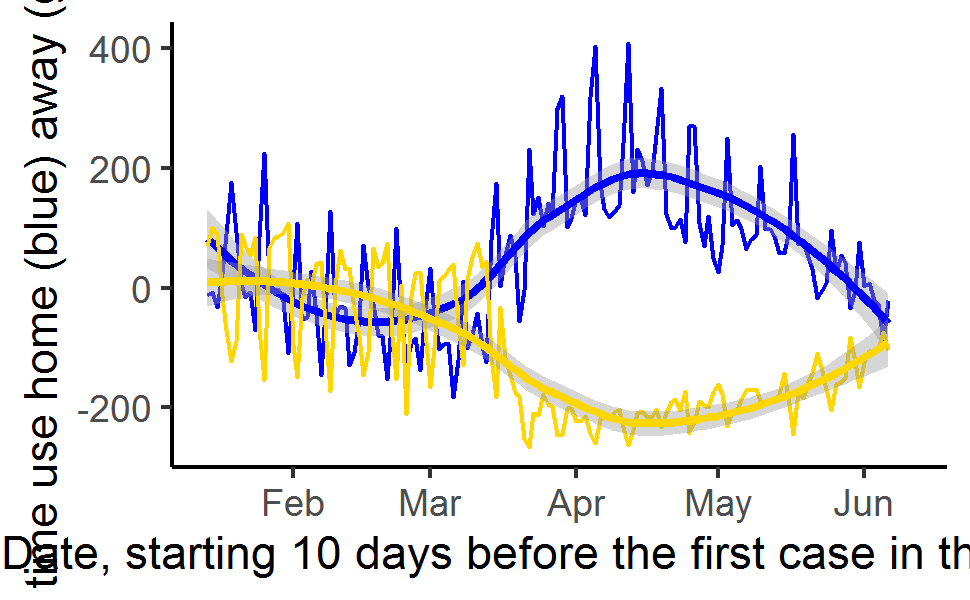 time use home (blue) away (
400
200
0
-200
Feb Mar Apr May Jun
Date, starting 10 days before the first case in th